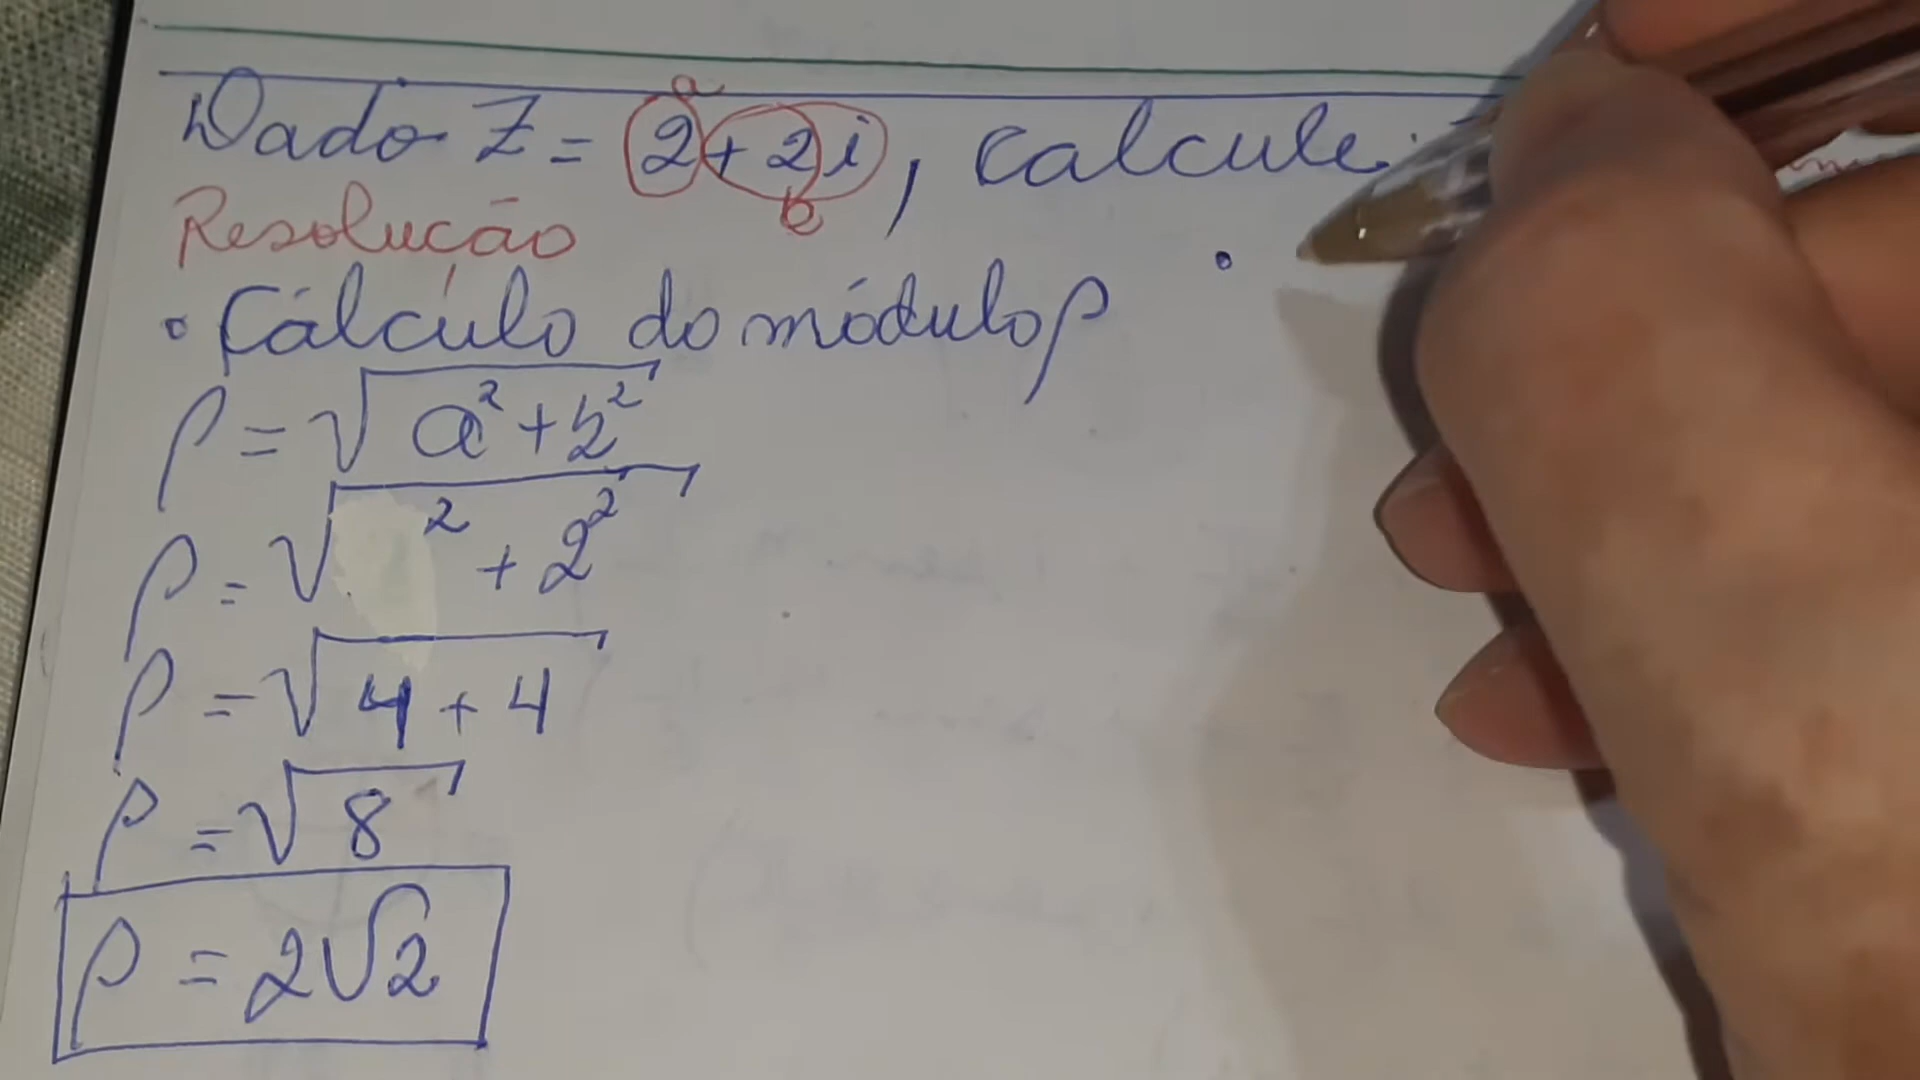 Dado Z = 2 + 2i, calcule:
a
b
Resolução
• Cálculo do módulo ρ
ρ = √a² + b²
ρ = √ ² + 2²
ρ = √4 + 4
ρ = √8
ρ = 2√2